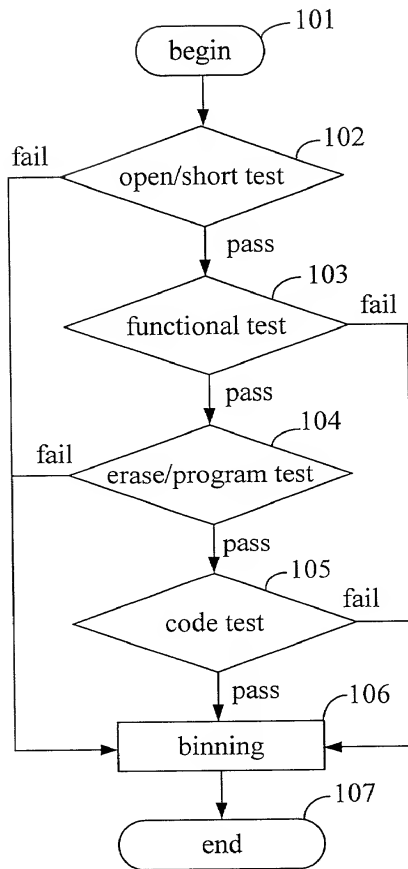 101
begin
102
fail
open/short test
pass
103
fail
functional test
pass
104
fail
erase/program test
pass
105
fail
code test
pass
106
binning
107
end